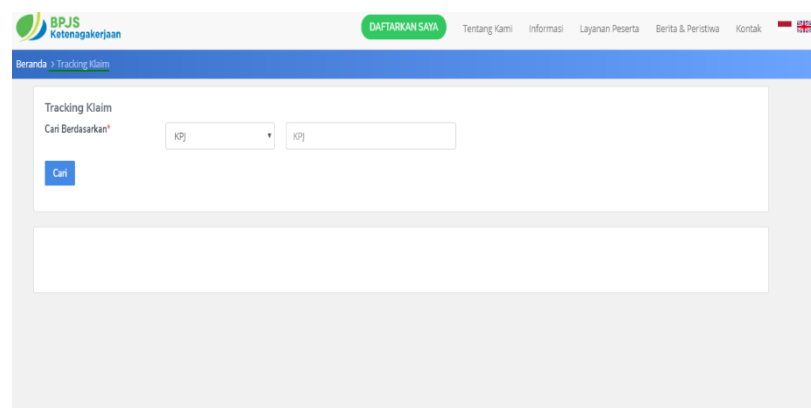 BPJS
Ketenagakerjaan
DAFTARKAN SAYA
Tentang Kami
Informasi
Layanan Peserta
Berita & Peristiwa
Kontak
Beranda > Tracking Klaim
Tracking Klaim
Cari Berdasarkan*
KPJ
KPJ
Cari